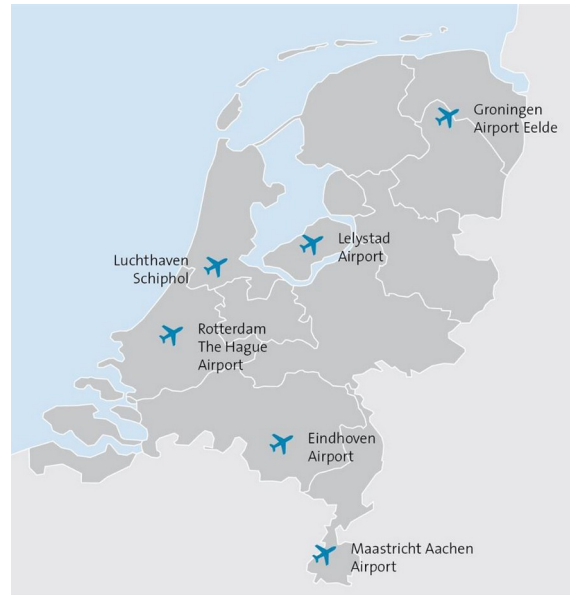 Groningen
Airport Eelde
Lelystad
Airport
Luchthaven
Schiphol
Rotterdam
The Hague
Airport
Eindhoven
Airport
Maastricht Aachen
Airport